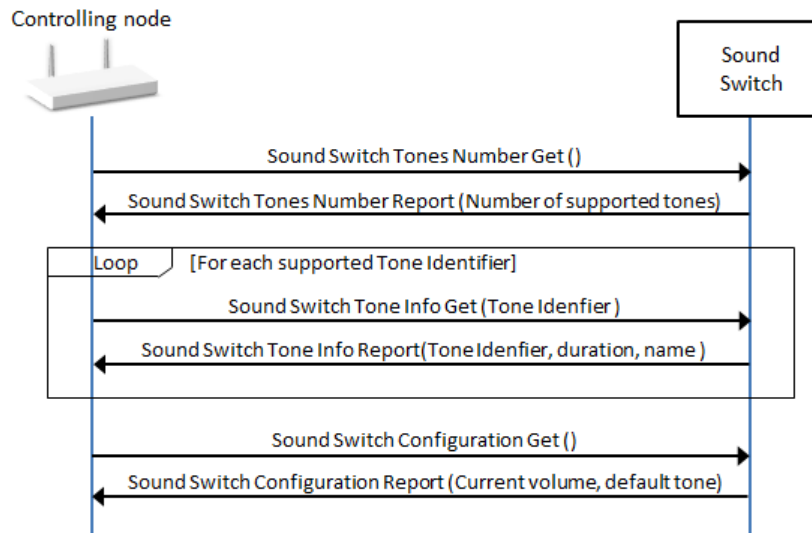 Controlling node
Sound
Switch
Sound Switch Tones Number Get ()
Sound Switch Tones Number Report (Number of supported tones)
Loop [For each supported Tone Identifier]
Sound Switch Tone Info Get (Tone Idenfier )
Sound Switch Tone Info Report(Tone Idenfier, duration, name )
Sound Switch Configuration Get ()
Sound Switch Configuration Report (Current volume, default tone)